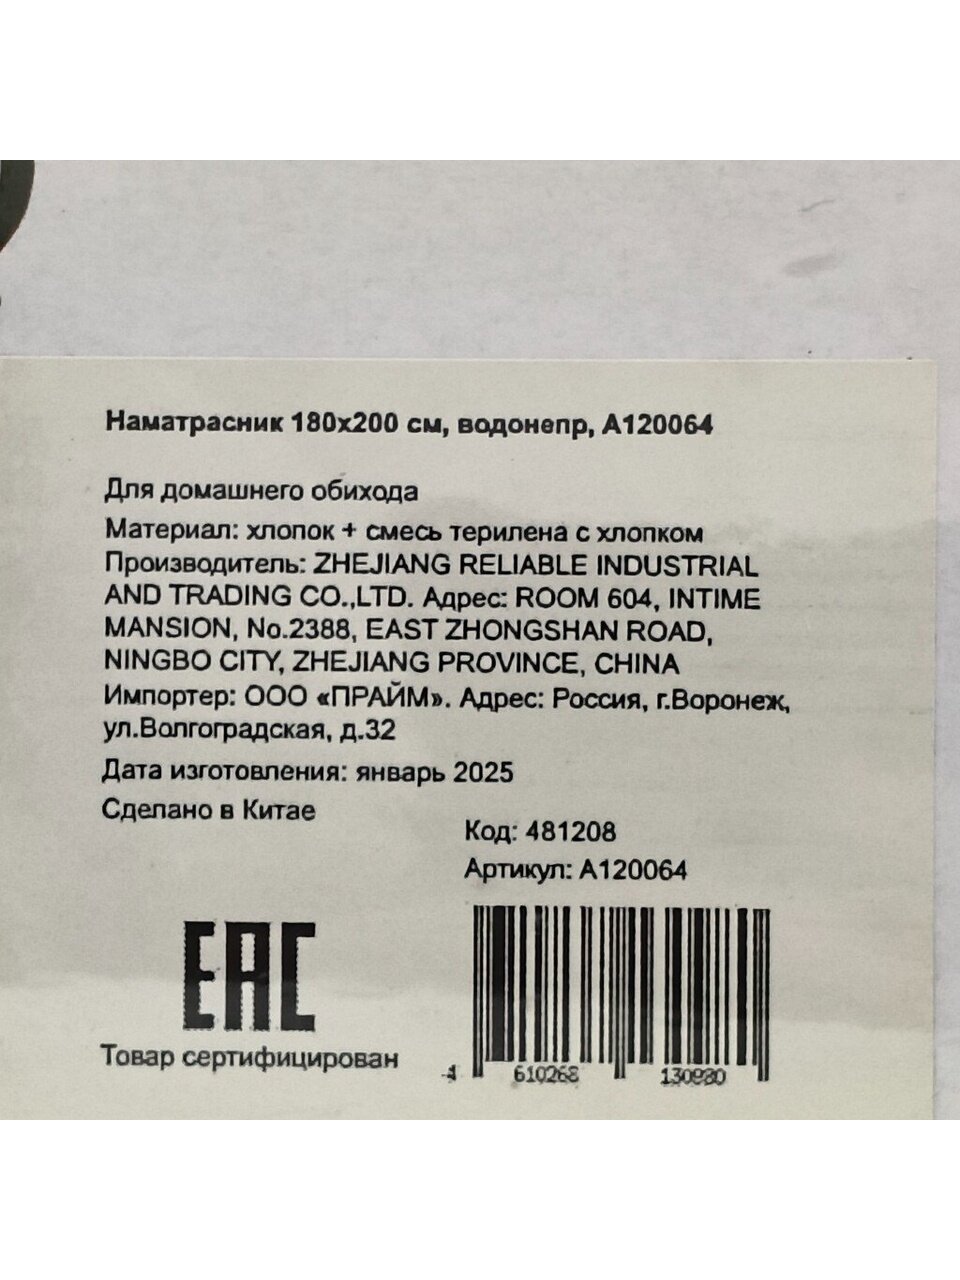 Наматрасник 180x200 см, водонепр, A120064
Для домашнего обихода
Материал: хлопок + смесь терилена с хлопком
Производитель: ZHEJIANG RELIABLE INDUSTRIAL
AND TRADING CO.,LTD. Адрес: ROOM 604, INTIME
MANSION, No.2388, EAST ZHONGSHAN ROAD,
NINGBO CITY, ZHEJIANG PROVINCE, CHINA
Импортер: ООО «ПРАЙМ». Адрес: Россия, г.Воронеж,
ул.Волгоградская, д.32
Дата изготовления: январь 2025
Сделано в Китае
Код: 481208
Артикул: A120064
EAC
Товар сертифицирован
4 610268 130980